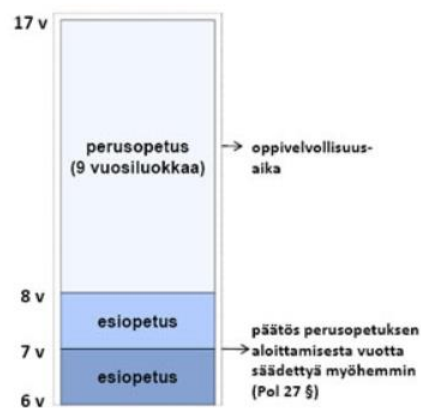 17 v
perusopetus
(9 vuosiluokkaa)
oppivelvollisuus-
aika
8 v
esiopetus
päätös perusopetuksen
7 v
aloittamisesta vuotta
säädettyä myöhemmin
(Pol 27 §)
esiopetus
6 v